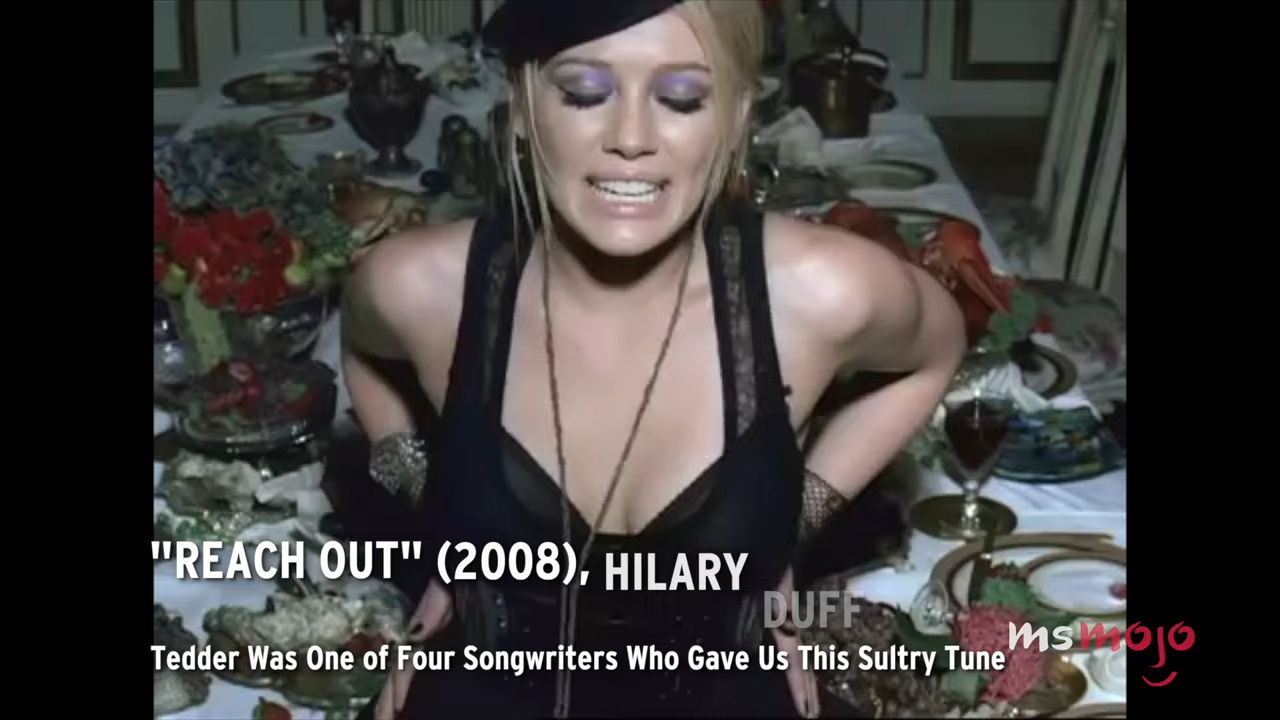 "REACH OUT" (2008), HILARY DUFF
Tedder Was One of Four Songwriters Who Gave Us This Sultry Tune
msmojo